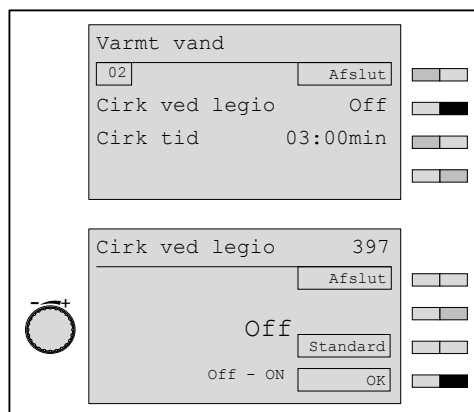 Varmt vand
02 Afslut
Cirk ved legio Off
Cirk tid 03:00min
Cirk ved legio 397
Afslut
- +
Off
Standard
Off - ON OK